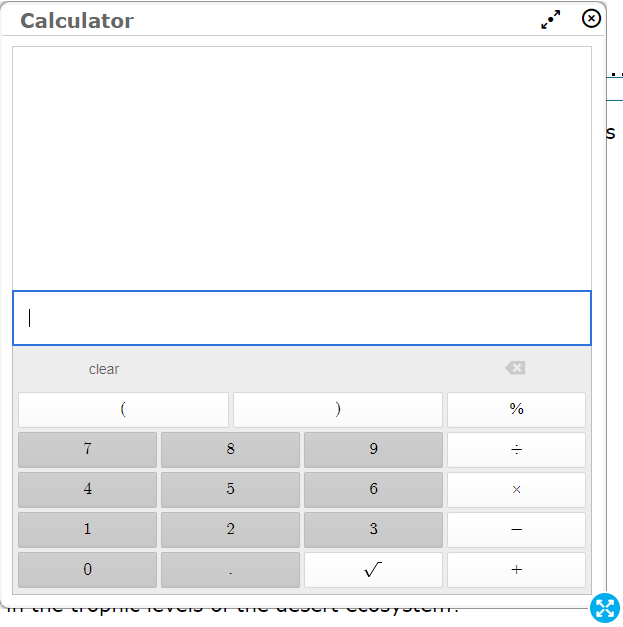 Calculator
s
clear
( ) %
7 8 9 ÷
4 5 6 ×
1 2 3 −
0 . √ +
in the trophic levels of the desert ecosystem?